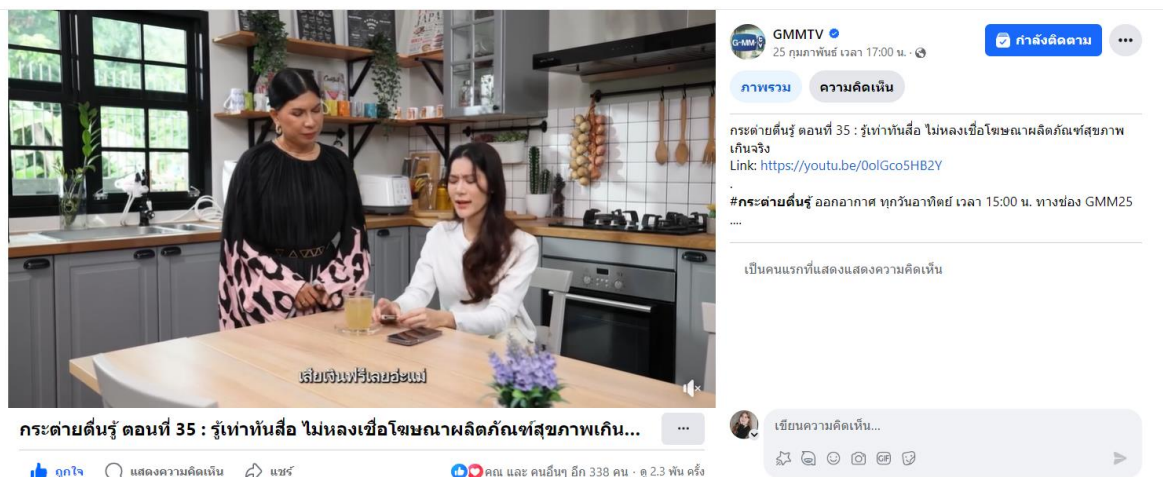 JAPA
เสียเงินฟรีเลยอ่ะแม่
กระต่ายตื่นรู้ ตอนที่ 35 : รู้เท่าทันสื่อ ไม่หลงเชื่อโฆษณาผลิตภัณฑ์สุขภาพเกิน...
...
ถูกใจ แสดงความคิดเห็น แชร์
คุณ และ คนอื่นๆ อีก 338 คน · ดู 2.3 พัน ครั้ง
G-MM
GMMTV
25 กุมภาพันธ์ เวลา 17:00 น. ·
กำลังติดตาม
ภาพรวม ความคิดเห็น
กระต่ายตื่นรู้ ตอนที่ 35 : รู้เท่าทันสื่อ ไม่หลงเชื่อโฆษณาผลิตภัณฑ์สุขภาพ
เกินจริง
Link: https://youtu.be/0olGco5HB2Y
.
#กระต่ายตื่นรู้ ออกอากาศ ทุกวันอาทิตย์ เวลา 15:00 น. ทางช่อง GMM25
....
เป็นคนแรกที่แสดงแสดงความคิดเห็น
เขียนความคิดเห็น...
GIF